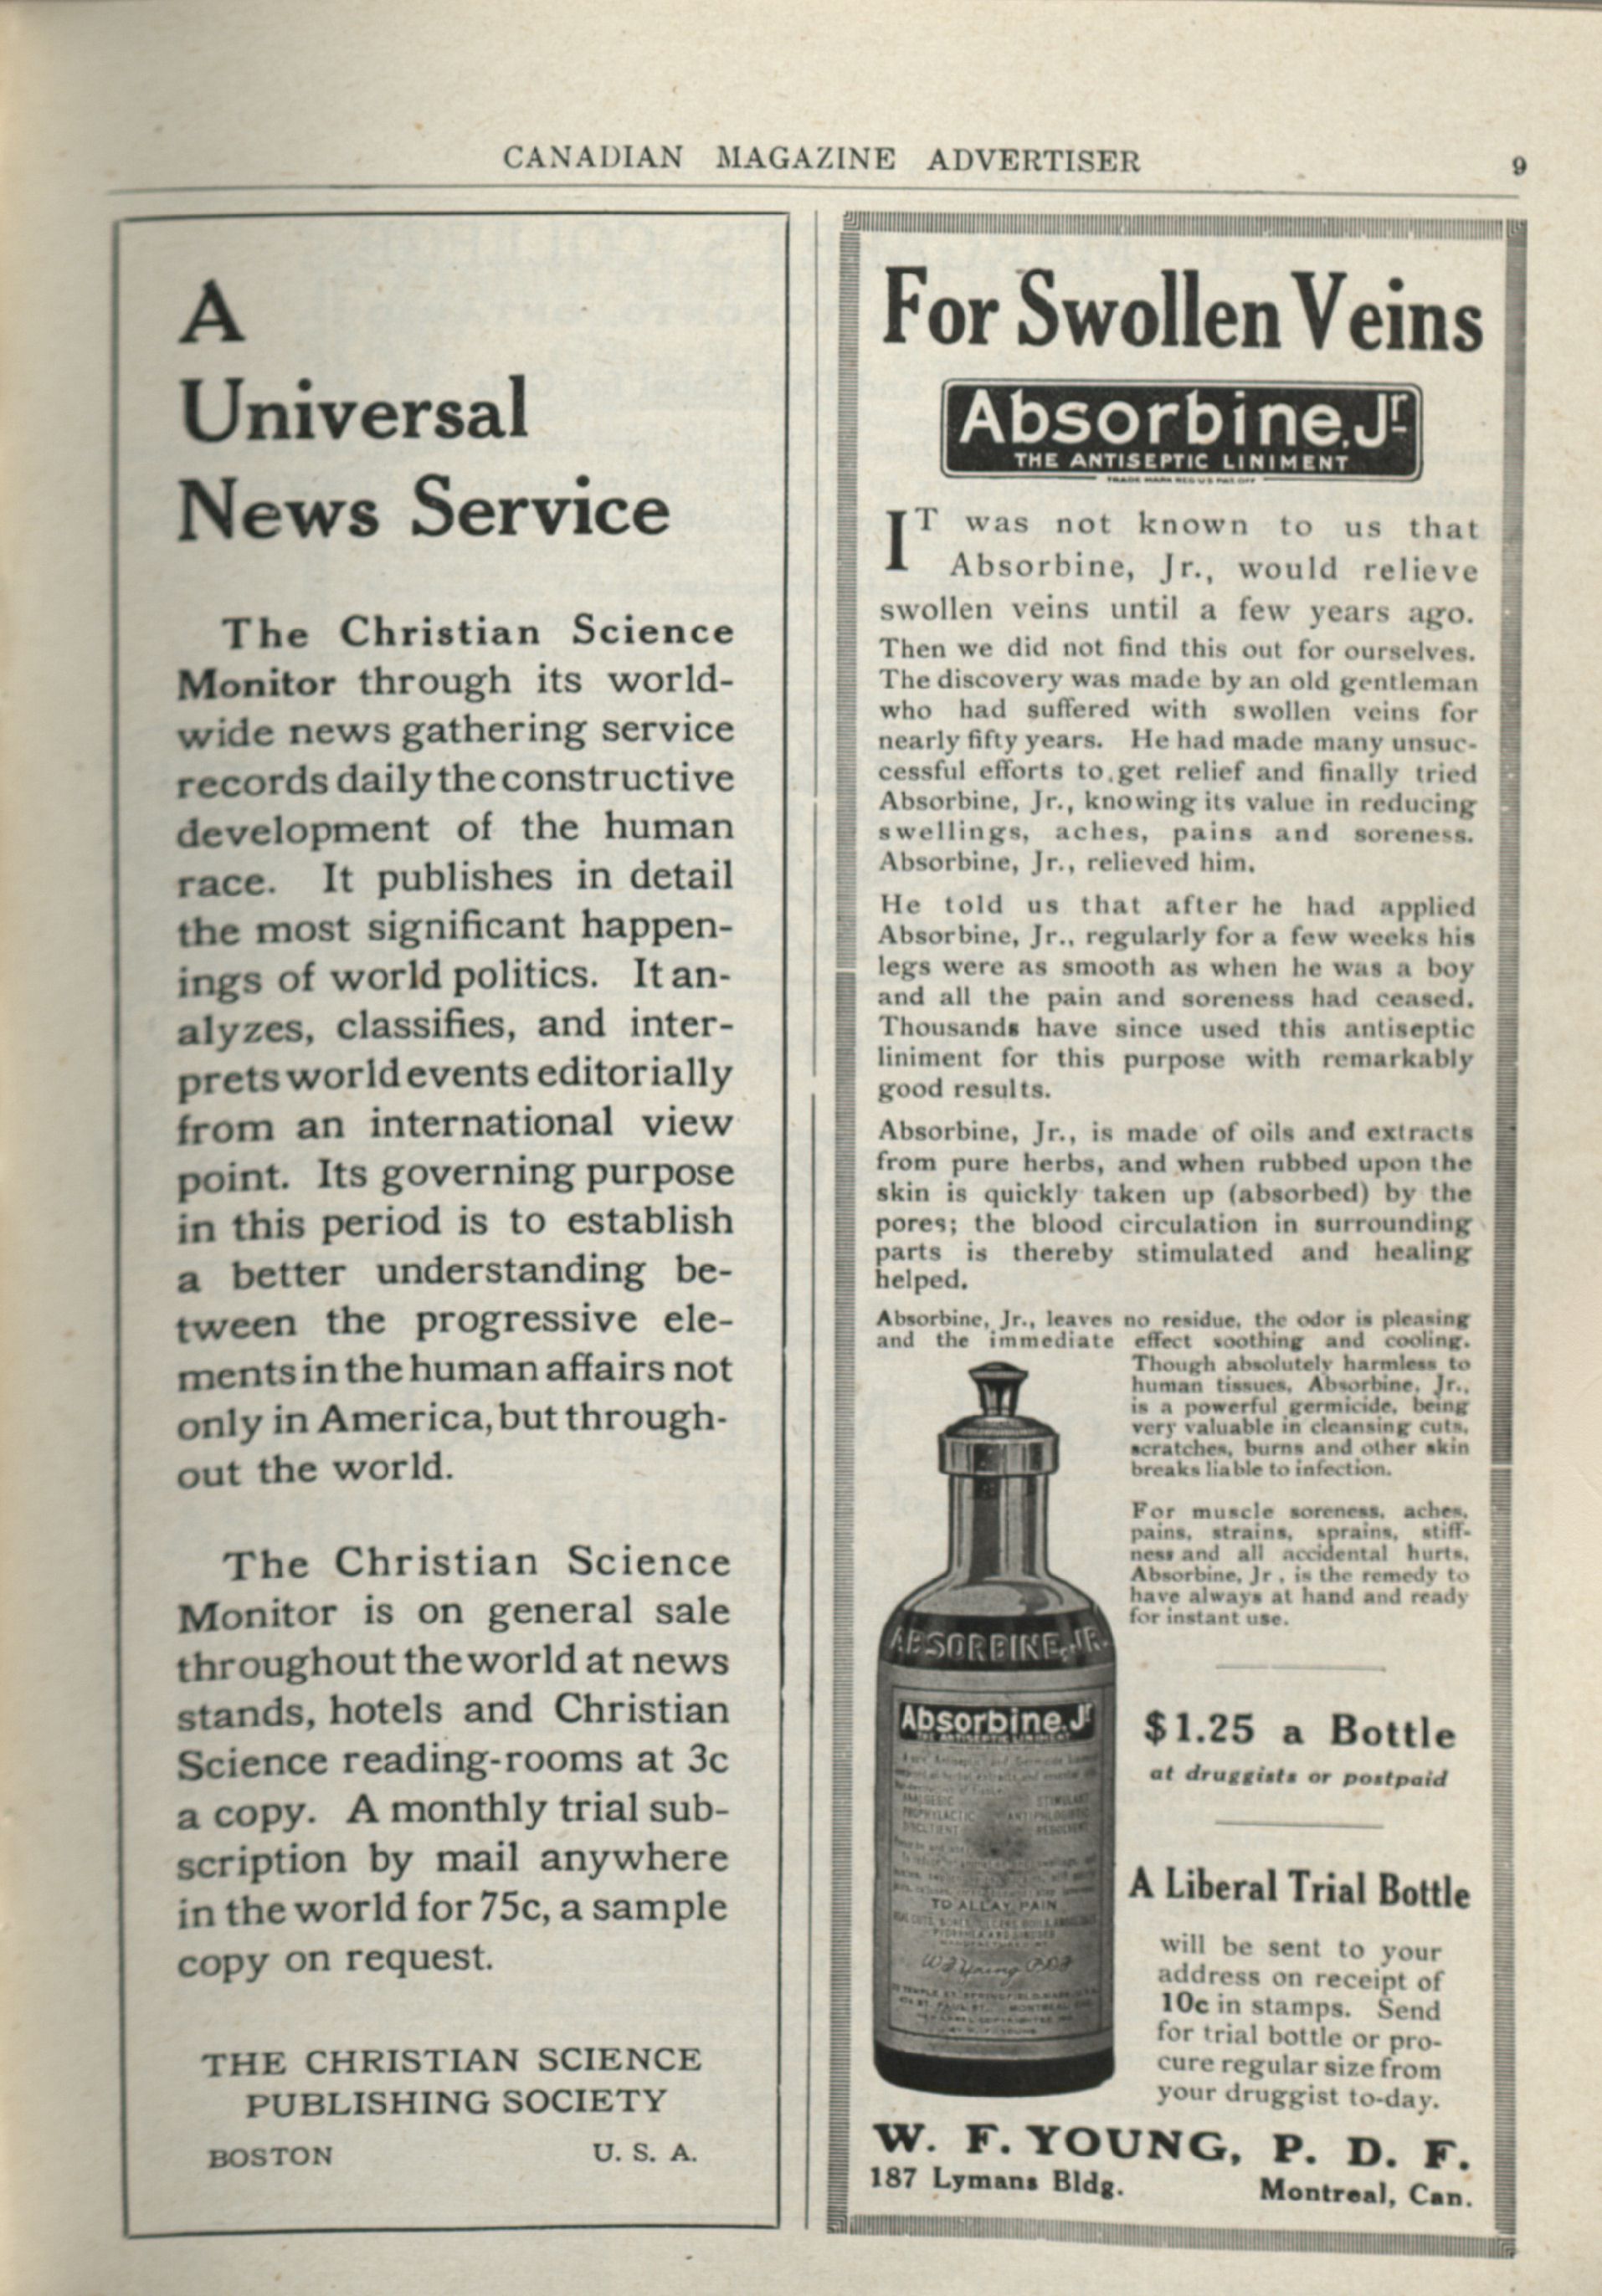 CANADIAN MAGAZINE ADVERTISER 9
A
Universal
News Service
The Christian Science
Monitor through its world-
wide news gathering service
records daily the constructive
development of the human
race. It publishes in detail
the most significant happen-
ings of world politics. It an-
alyzes, classifies, and inter-
prets world events editorially
from an international view
point. Its governing purpose
in this period is to establish
a better understanding be-
tween the progressive ele-
ments in the human affairs not
only in America, but through-
out the world.
The Christian Science
Monitor is on general sale
throughout the world at news
stands, hotels and Christian
Science reading-rooms at 3c
a copy. A monthly trial sub-
scription by mail anywhere
in the world for 75c, a sample
copy on request.
THE CHRISTIAN SCIENCE
PUBLISHING SOCIETY
BOSTON U. S. A.
For Swollen Veins
Absorbine, Jr
THE ANTISEPTIC LINIMENT
TRADE MARK REG U S PAT OFF
IT was not known to us that
Absorbine, Jr., would relieve
swollen veins until a few years ago.
Then we did not find this out for ourselves.
The discovery was made by an old gentleman
who had suffered with swollen veins for
nearly fifty years. He had made many unsuc-
cessful efforts to get relief and finally tried
Absorbine, Jr., knowing its value in reducing
swellings, aches, pains and soreness.
Absorbine, Jr., relieved him.
He told us that after he had applied
Absorbine, Jr., regularly for a few weeks his
legs were as smooth as when he was a boy
and all the pain and soreness had ceased.
Thousands have since used this antiseptic
liniment for this purpose with remarkably
good results.
Absorbine, Jr., is made of oils and extracts
from pure herbs, and when rubbed upon the
skin is quickly taken up (absorbed) by the
pores; the blood circulation in surrounding
parts is thereby stimulated and healing
helped.
Absorbine, Jr., leaves no residue, the odor is pleasing
and the immediate effect soothing and cooling.
Though absolutely harmless to
human tissues, Absorbine, Jr.,
is a powerful germicide, being
very valuable in cleansing cuts,
scratches, burns and other skin
breaks liable to infection.
For muscle soreness, aches,
pains, strains, sprains, stiff-
ness and all accidental hurts,
Absorbine, Jr., is the remedy to
have always at hand and ready
for instant use.
ABSORBINE, JR.
Absorbine, Jr
THE ANTISEPTIC LINIMENT
ANALGESIC STIMULANT
PROPHYLACTIC ANTIPHLOGISTIC
DISCUTIENT RESOLVENT
TO ALLAY PAIN
W F Young P.D.F
$1.25 a Bottle
at druggists or postpaid
A Liberal Trial Bottle
will be sent to your
address on receipt of
10c in stamps. Send
for trial bottle or pro-
cure regular size from
your druggist to-day.
W. F. YOUNG, P. D. F.
187 Lymans Bldg. Montreal, Can.